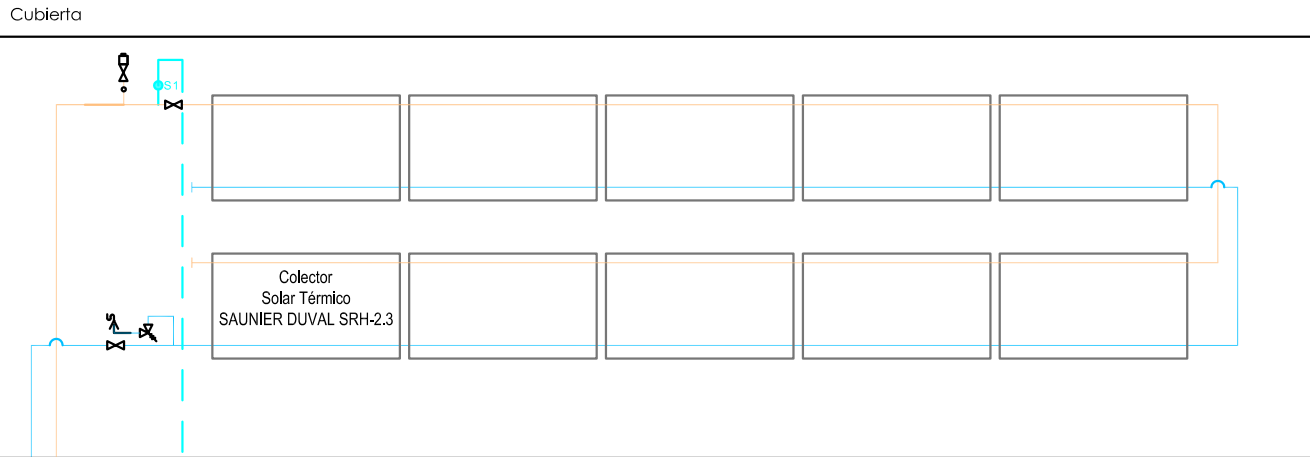 Cubierta
S1
Colector
Solar Térmico
SAUNIER DUVAL SRH-2.3